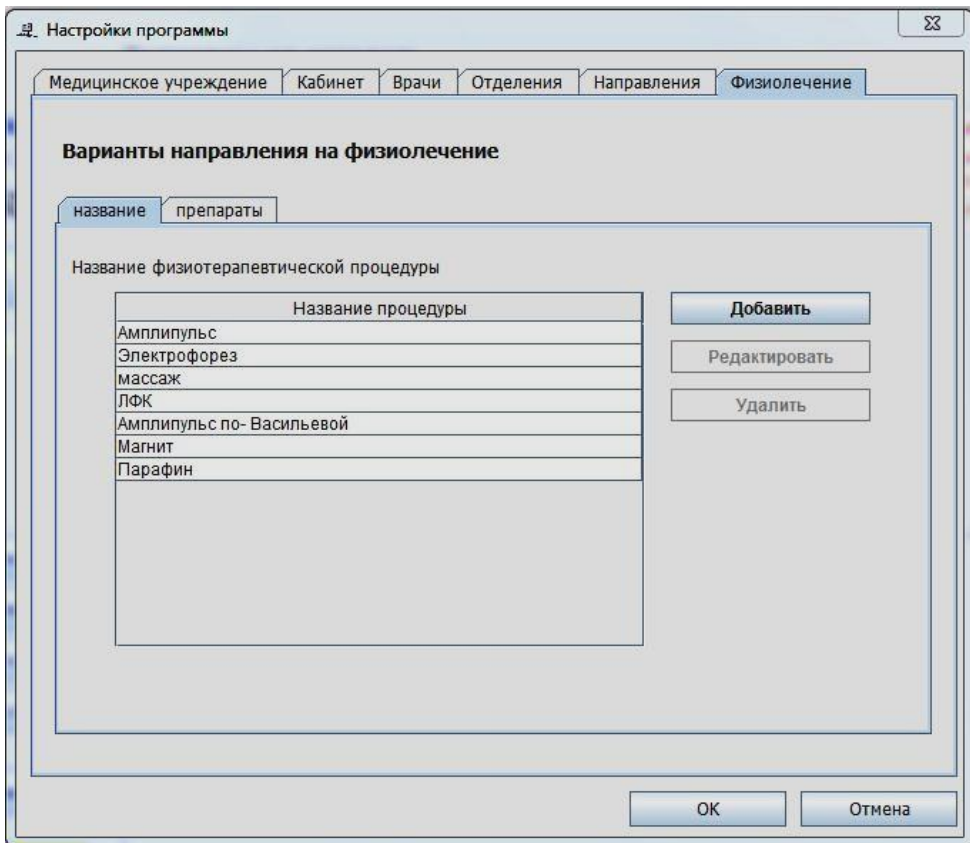 Настройки программы
Медицинское учреждение Кабинет Врачи Отделения Направления Физиолечение
Варианты направления на физиолечение
название препараты
Название физиотерапевтической процедуры
Название процедуры
Добавить
Амплипульс
Электрофорез
Редактировать
массаж
ЛФК
Удалить
Амплипульс по- Васильевой
Магнит
Парафин
OK Отмена